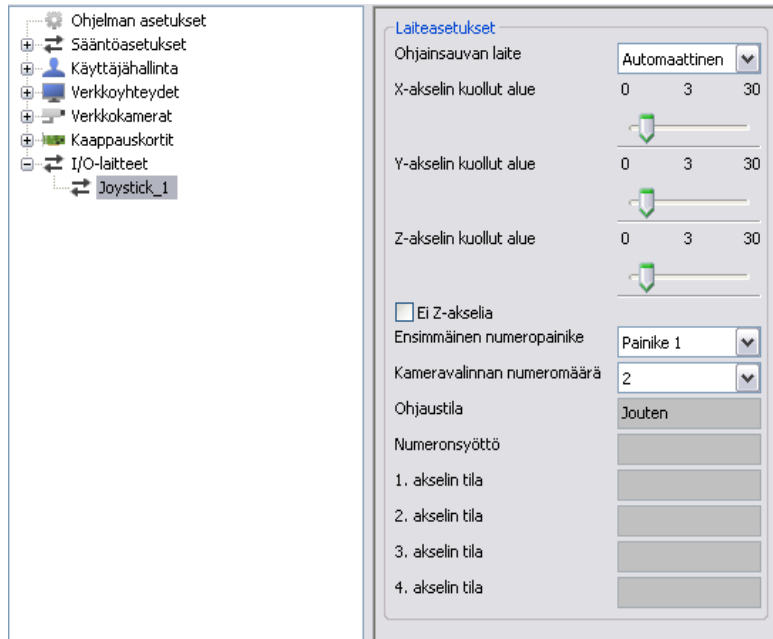 Ohjelman asetukset
Sääntöasetukset
Käyttäjähallinta
Verkkoyhteydet
Verkkokamerat
Kaappauskortit
I/O-laitteet
Joystick_1
Laiteasetukset
Ohjainsauvan laite Automaattinen
X-akselin kuollut alue 0 3 30
Y-akselin kuollut alue 0 3 30
Z-akselin kuollut alue 0 3 30
Ei Z-akselia
Ensimmäinen numeropainike Painike 1
Kameravalinnan numeromäärä 2
Ohjaustila Jouten
Numeronsyöttö
1. akselin tila
2. akselin tila
3. akselin tila
4. akselin tila